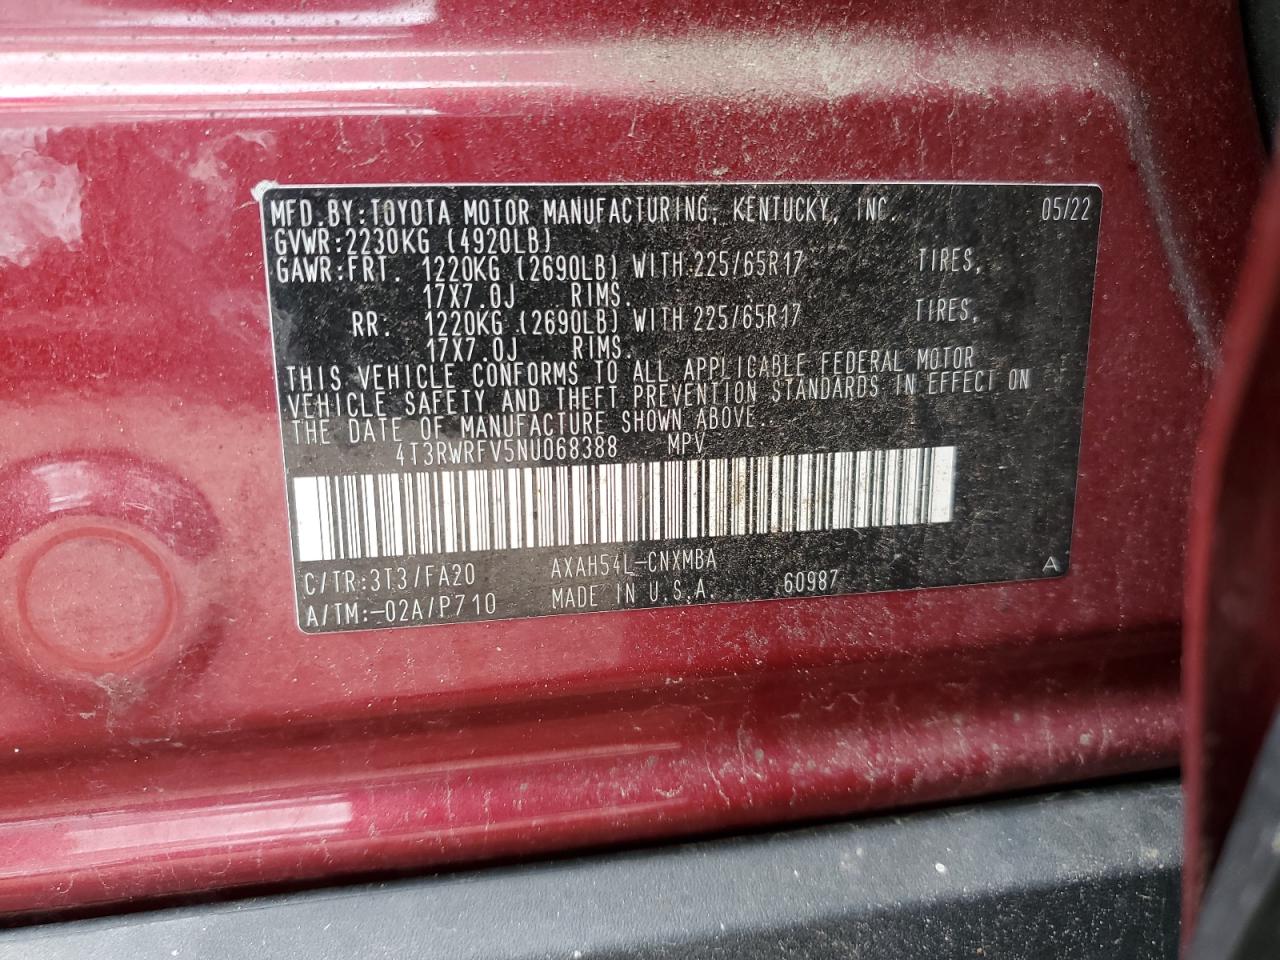 MFD.BY:TOYOTA MOTOR MANUFACTURING, KENTUCKY, INC. 05/22
GVWR:2230KG (4920LB)
GAWR:FRT. 1220KG (2690LB) WITH 225/65R17 TIRES,
17X7.0J RIMS.
RR. 1220KG (2690LB) WITH 225/65R17 TIRES,
17X7.0J RIMS.
THIS VEHICLE CONFORMS TO ALL APPLICABLE FEDERAL MOTOR
VEHICLE SAFETY AND THEFT PREVENTION STANDARDS IN EFFECT ON
THE DATE OF MANUFACTURE SHOWN ABOVE.
4T3RWRFV5NU068388 MPV
C/TR:3T3/FA20 AXAH54L-CNXMBA
A/TM:-02A/P710 MADE IN U.S.A. 60987 A